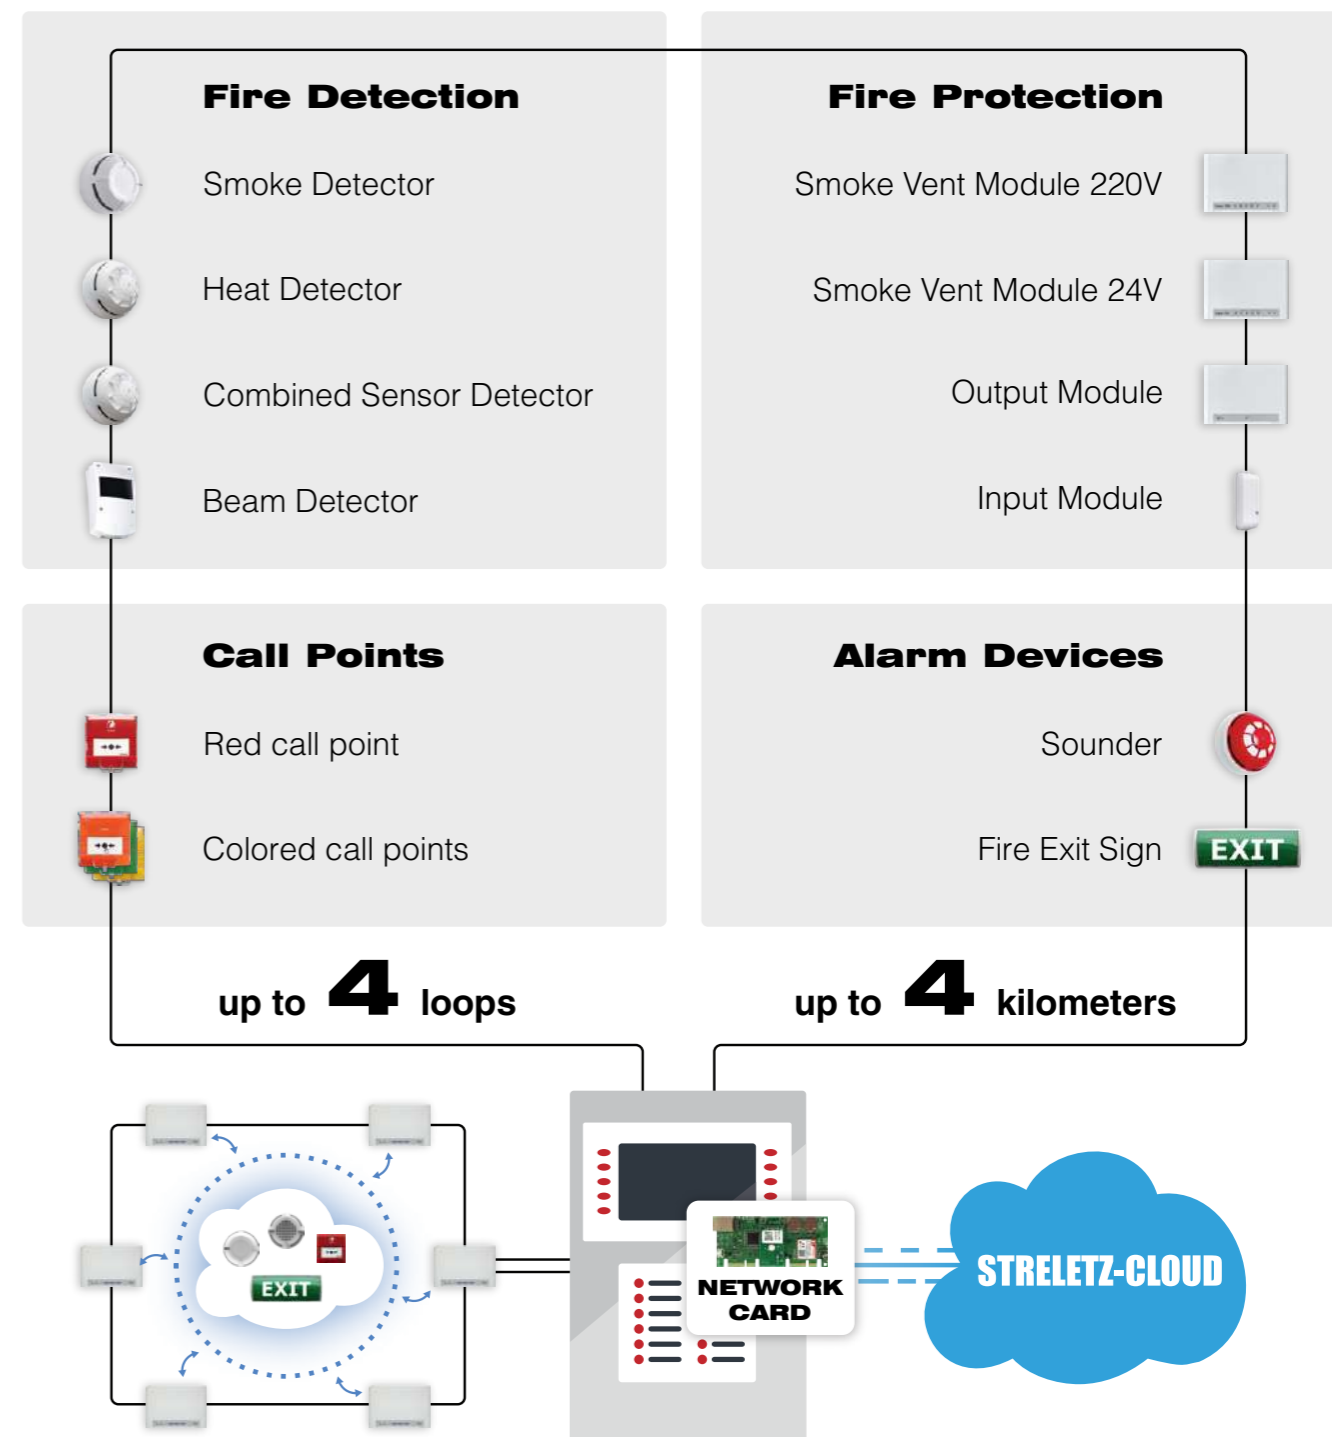 Fire Detection
Smoke Detector
Heat Detector
Combined Sensor Detector
Beam Detector
Fire Protection
Smoke Vent Module 220V
Smoke Vent Module 24V
Output Module
Input Module
Call Points
Red call point
Colored call points
Alarm Devices
Sounder
Fire Exit Sign
EXIT
up to 4 loops
up to 4 kilometers
EXIT
NETWORK
CARD
STRELETZ-CLOUD